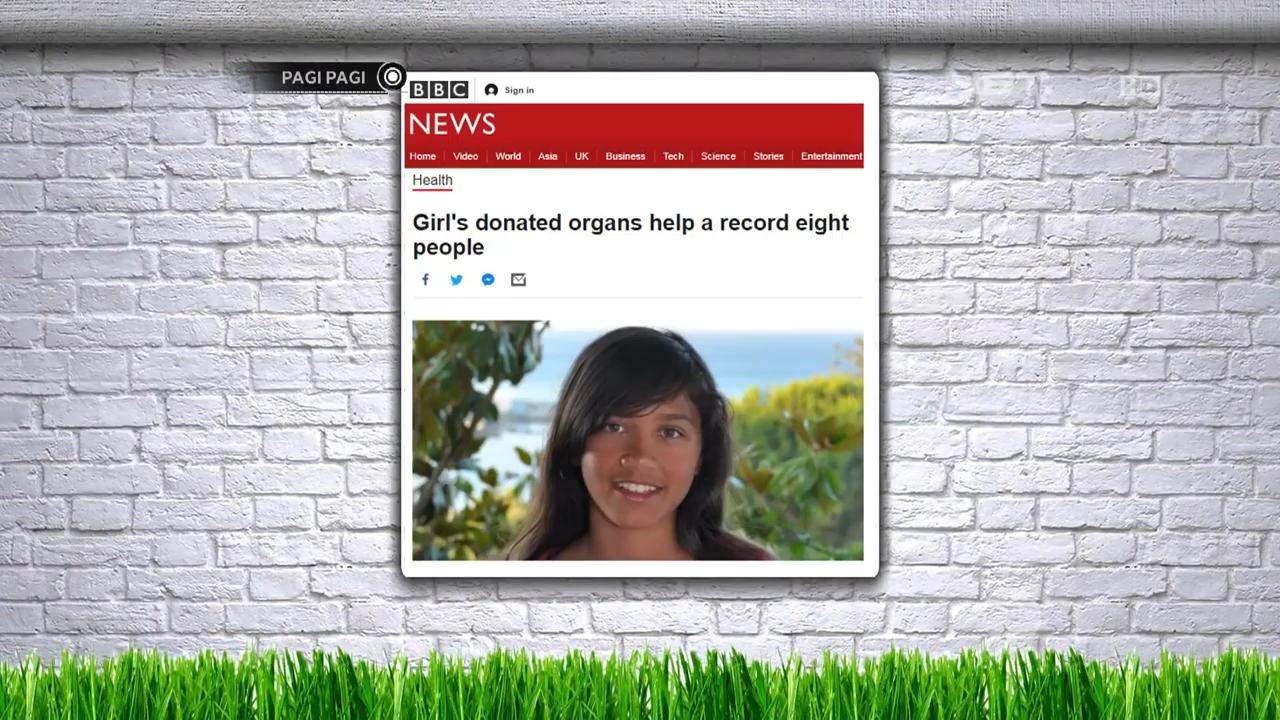 PAGI PAGI
BBC
Sign in
NEWS
Home Video World Asia UK Business Tech Science Stories Entertainment
Health
Girl's donated organs help a record eight
people